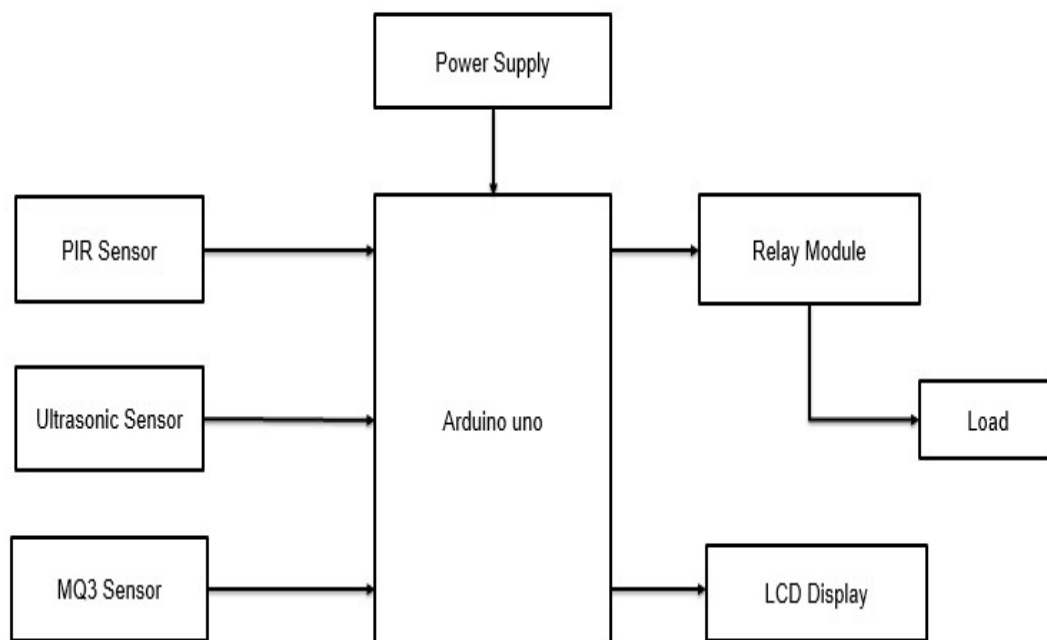 Power Supply
PIR Sensor
Relay Module
Ultrasonic Sensor
Arduino uno
Load
MQ3 Sensor
LCD Display